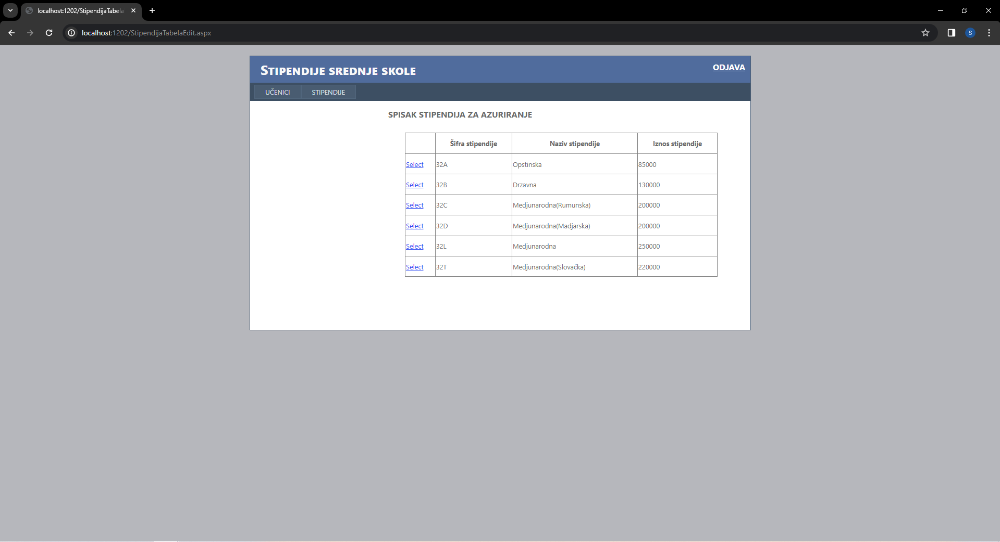 localhost:1202/StipendijaTabela
localhost:1202/StipendijaTabelaEdit.aspx
S
Stipendije srednje skole
ODJAVA
UČENICI STIPENDIJE
SPISAK STIPENDIJA ZA AZURIRANJE
Šifra stipendije Naziv stipendije Iznos stipendije
Select 32A Opstinska 85000
Select 32B Drzavna 130000
Select 32C Medjunarodna(Rumunska) 200000
Select 32D Medjunarodna(Madjarska) 200000
Select 32L Medjunarodna 250000
Select 32T Medjunarodna(Slovačka) 220000